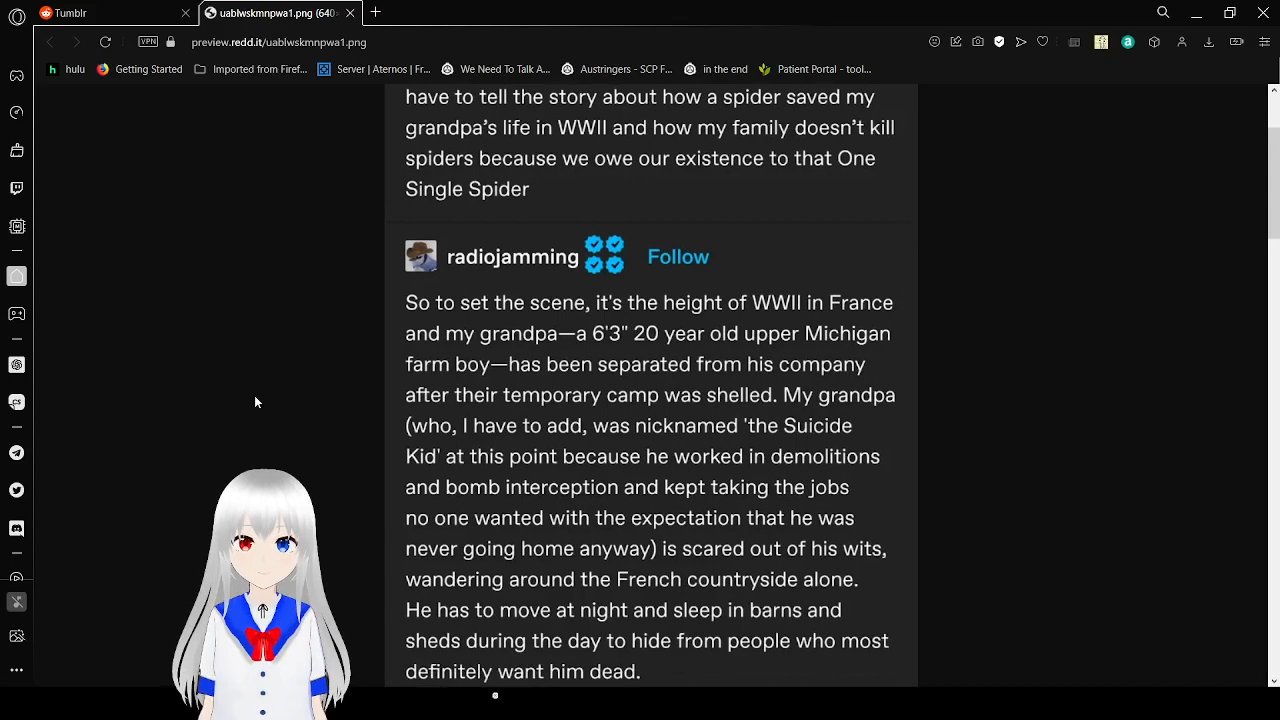 Tumblr
uablwskmnpwa1.png (640
preview.redd.it/uablwskmnpwa1.png
VPN
hulu
Getting Started
Imported from Firef...
Server | Aternos | Fr...
We Need To Talk A...
Austringers - SCP F...
in the end
Patient Portal - tool...
have to tell the story about how a spider saved my
grandpa’s life in WWII and how my family doesn’t kill
spiders because we owe our existence to that One
Single Spider
radiojamming
Follow
So to set the scene, it's the height of WWII in France
and my grandpa—a 6'3" 20 year old upper Michigan
farm boy—has been separated from his company
after their temporary camp was shelled. My grandpa
(who, I have to add, was nicknamed 'the Suicide
Kid' at this point because he worked in demolitions
and bomb interception and kept taking the jobs
no one wanted with the expectation that he was
never going home anyway) is scared out of his wits,
wandering around the French countryside alone.
He has to move at night and sleep in barns and
sheds during the day to hide from people who most
definitely want him dead.